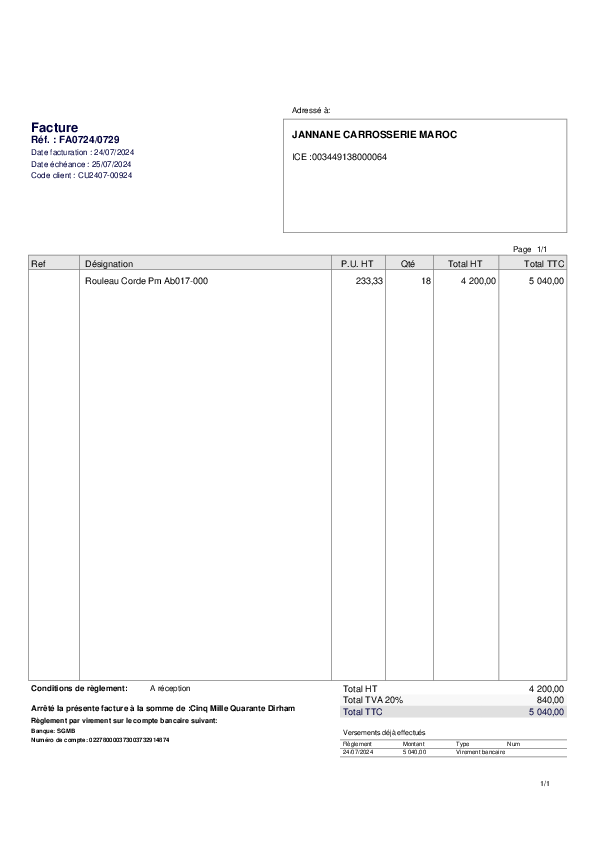 Adressé à:
Facture
Réf. : FA0724/0729
Date facturation : 24/07/2024
Date échéance : 25/07/2024
Code client : CU2407-00924
JANNANE CARROSSERIE MAROC
ICE :003449138000064
Page 1/1
Ref Désignation P.U. HT Qté Total HT Total TTC
Rouleau Corde Pm Ab017-000 233,33 18 4 200,00 5 040,00
Conditions de règlement: A réception
Total HT 4 200,00
Total TVA 20% 840,00
Total TTC 5 040,00
Arrêté la présente facture à la somme de :Cinq Mille Quarante Dirham
Règlement par virement sur le compte bancaire suivant:
Banque: SGMB
Numéro de compte: 022780000373003732914874
Versements déjà effectués
Règlement Montant Type Num
24/07/2024 5 040,00 Virement bancaire
1/1